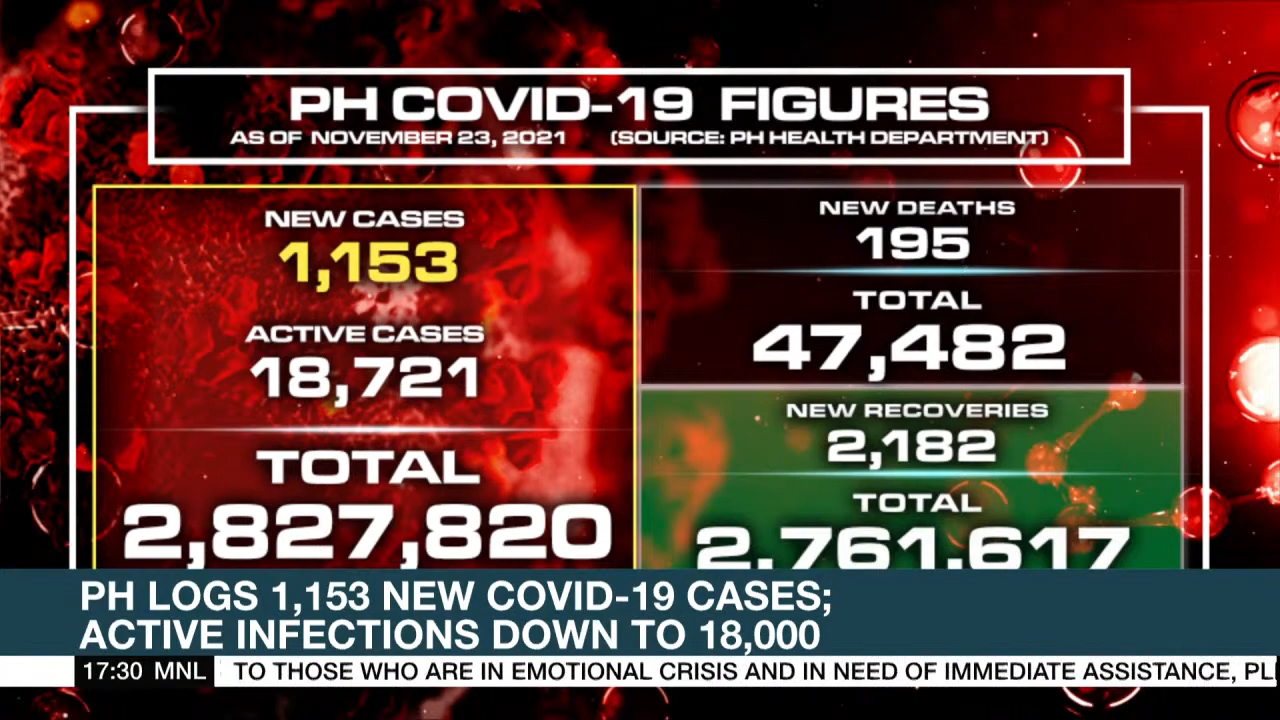 PH COVID-19 FIGURES
AS OF NOVEMBER 23, 2021 (SOURCE: PH HEALTH DEPARTMENT)
NEW CASES
1,153
ACTIVE CASES
18,721
TOTAL
2,827,820
NEW DEATHS
195
TOTAL
47,482
NEW RECOVERIES
2,182
TOTAL
2,761,617
PH LOGS 1,153 NEW COVID-19 CASES;
ACTIVE INFECTIONS DOWN TO 18,000
17:30 MNL TO THOSE WHO ARE IN EMOTIONAL CRISIS AND IN NEED OF IMMEDIATE ASSISTANCE,